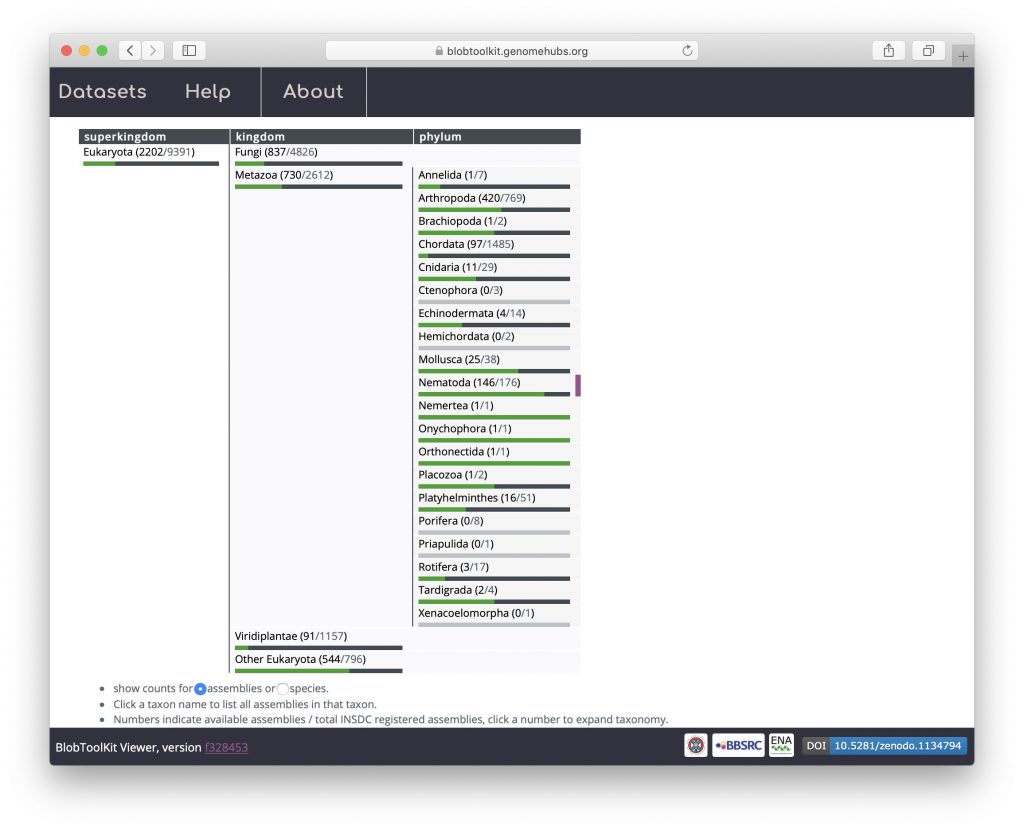 blobtoolkit.genomehubs.org
Datasets Help About
superkingdom kingdom phylum
Eukaryota (2202/9391) Fungi (837/4826)
Metazoa (730/2612) Annelida (1/7)
Arthropoda (420/769)
Brachiopoda (1/2)
Chordata (97/1485)
Cnidaria (11/29)
Ctenophora (0/3)
Echinodermata (4/14)
Hemichordata (0/2)
Mollusca (25/38)
Nematoda (146/176)
Nemertea (1/1)
Onychophora (1/1)
Orthonectida (1/1)
Placozoa (1/2)
Platyhelminthes (16/51)
Porifera (0/8)
Priapulida (0/1)
Rotifera (3/17)
Tardigrada (2/4)
Xenacoelomorpha (0/1)
Viridiplantae (91/1157)
Other Eukaryota (544/796)
show counts for assemblies or species.
Click a taxon name to list all assemblies in that taxon.
Numbers indicate available assemblies / total INSDC registered assemblies, click a number to expand taxonomy.
BlobToolKit Viewer, version f328453 BBSRC ENA DOI 10.5281/zenodo.1134794